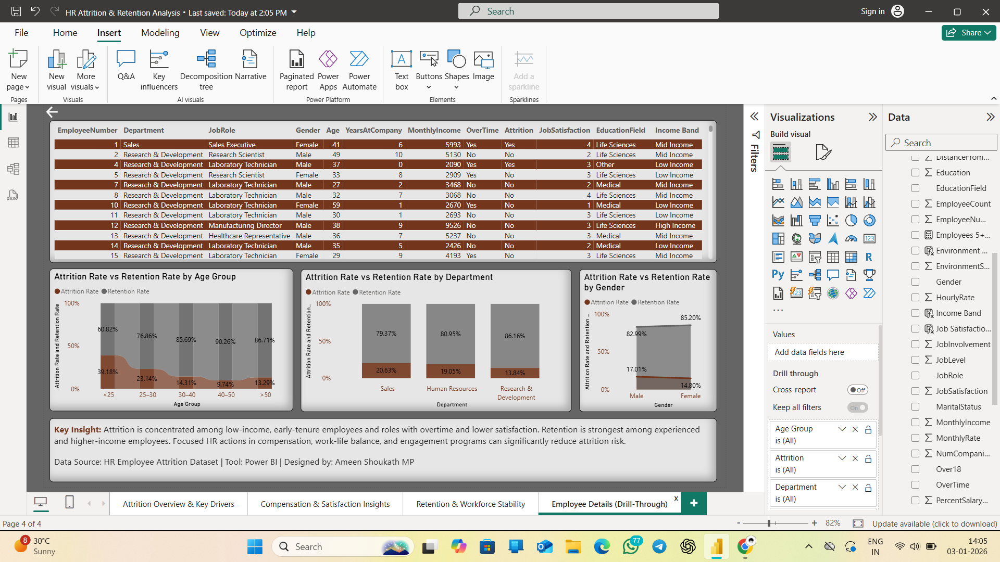 HR Attrition & Retention Analysis • Last saved: Today at 2:05 PM
Search
Sign in
File Home Insert Modeling View Optimize Help
Share
New page
New visual
More visuals
Q&A
Key influencers
Decomposition tree
Narrative
Paginated report
Power Apps
Power Automate
Text box
Buttons
Shapes
Image
Add a sparkline
Pages Visuals AI visuals Power Platform Elements Sparklines
EmployeeNumber Department JobRole Gender Age YearsAtCompany MonthlyIncome OverTime Attrition JobSatisfaction EducationField Income Band
1 Sales Sales Executive Female 41 6 5993 Yes Yes 4 Life Sciences Mid Income
2 Research & Development Research Scientist Male 49 10 5130 No No 2 Life Sciences Mid Income
4 Research & Development Laboratory Technician Male 37 0 2090 Yes Yes 3 Other Low Income
5 Research & Development Research Scientist Female 33 8 2909 Yes No 3 Life Sciences Low Income
7 Research & Development Laboratory Technician Male 27 2 3468 No No 2 Medical Mid Income
8 Research & Development Laboratory Technician Male 32 7 3068 No No 4 Life Sciences Mid Income
10 Research & Development Laboratory Technician Female 59 1 2670 Yes No 1 Medical Low Income
11 Research & Development Laboratory Technician Male 30 1 2693 No No 3 Life Sciences Low Income
12 Research & Development Manufacturing Director Male 38 9 9526 No No 3 Life Sciences High Income
13 Research & Development Healthcare Representative Male 36 7 5237 No No 3 Medical Mid Income
14 Research & Development Laboratory Technician Male 35 5 2426 No No 2 Medical Low Income
15 Research & Development Laboratory Technician Female 29 9 4193 Yes No 3 Life Sciences Mid Income
Attrition Rate vs Retention Rate by Age Group
Attrition Rate Retention Rate
Attrition Rate and Retention Rate
100%
50%
0%
60.82% 76.86% 85.69% 90.26% 86.71%
39.18% 23.14% 14.31% 9.74% 13.29%
<25 25–30 30–40 40–50 >50
Age Group
Attrition Rate vs Retention Rate by Department
Attrition Rate Retention Rate
Attrition Rate and Retention...
100%
50%
0%
79.37% 80.95% 86.16%
20.63% 19.05% 13.84%
Sales Human Resources Research & Development
Department
Attrition Rate vs Retention Rate
by Gender
Attrition Rate Retention Rate
Attrition Rate and Retention ...
100%
50%
0%
82.99% 85.20%
17.01% 14.80%
Male Female
Gender
Key Insight: Attrition is concentrated among low-income, early-tenure employees and roles with overtime and lower satisfaction. Retention is strongest among experienced
and higher-income employees. Focused HR actions in compensation, work-life balance, and engagement programs can significantly reduce attrition risk.
Data Source: HR Employee Attrition Dataset | Tool: Power BI | Designed by: Ameen Shoukath MP
Filters
Visualizations
Build visual
123
R
Py
123
...
Values
Add data fields here
Drill through
Cross-report Off
Keep all filters On
Age Group
is (All)
Attrition
is (All)
Department
is (All)
Data
Search
DistanceFrom...
Education
EducationField
EmployeeCount
EmployeeNu...
Employees 5+...
Environment ...
EnvironmentS...
Gender
HourlyRate
Income Band
Job Satisfactio...
JobInvolvement
JobLevel
JobRole
JobSatisfaction
MaritalStatus
MonthlyIncome
MonthlyRate
NumCompani...
Over18
OverTime
PercentSalary...
DAX
Attrition Overview & Key Drivers
Compensation & Satisfaction Insights
Retention & Workforce Stability
Employee Details (Drill-Through) x
+
Page 4 of 4
- + 82%
Update available (click to download)
8
30°C
Sunny
Search
77
ENG
IN
14:05
03-01-2026